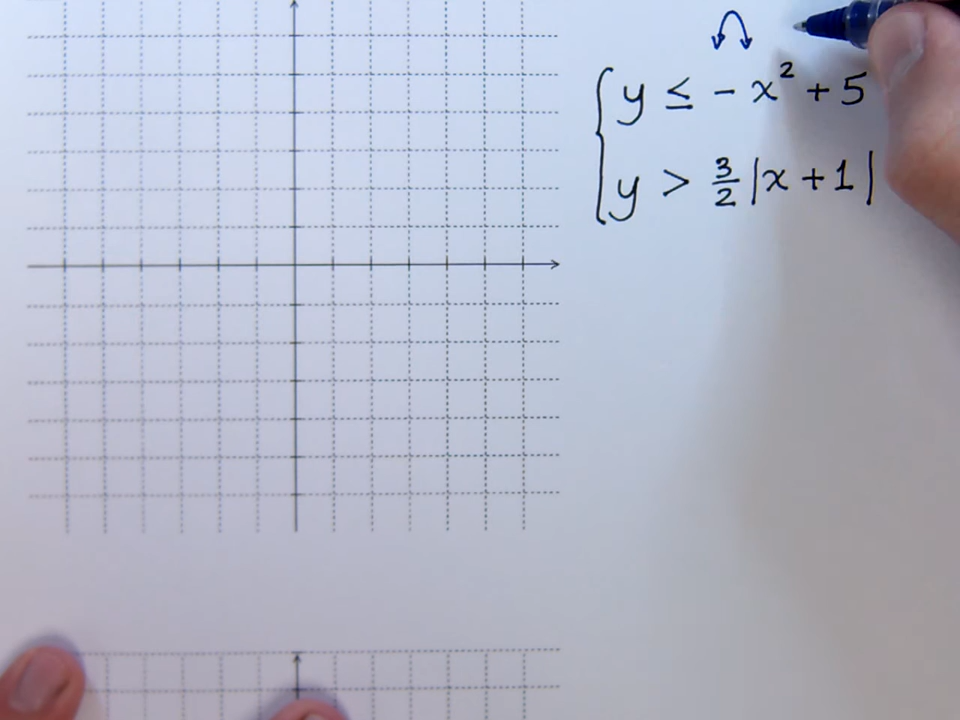 y ≤ - x² + 5
y > 3/2 |x + 1|